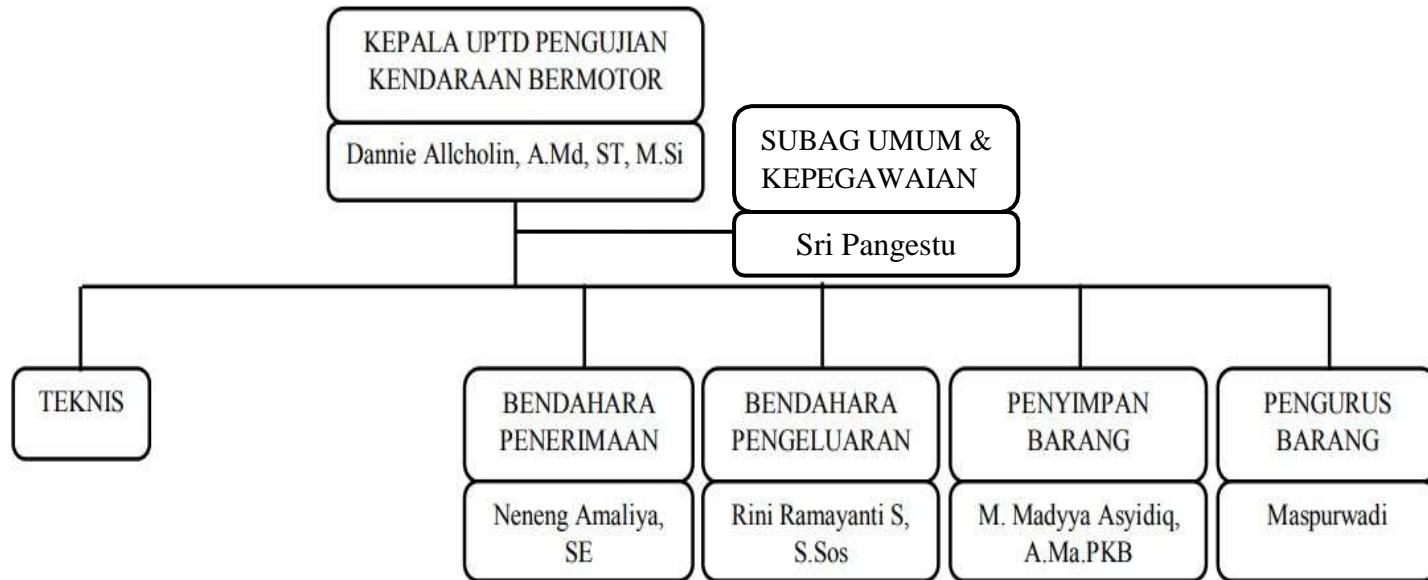 KEPALA UPTD PENGUJIAN
KENDARAAN BERMOTOR
Dannie Allcholin, A.Md, ST, M.Si
SUBAG UMUM &
KEPEGAWAIAN
Sri Pangestu
TEKNIS
BENDAHARA
PENERIMAAN
Neneng Amaliya,
SE
BENDAHARA
PENGELUARAN
Rini Ramayanti S,
S.Sos
PENYIMPAN
BARANG
M. Madyya Asyidiq,
A.Ma.PKB
PENGURUS
BARANG
Maspurwadi